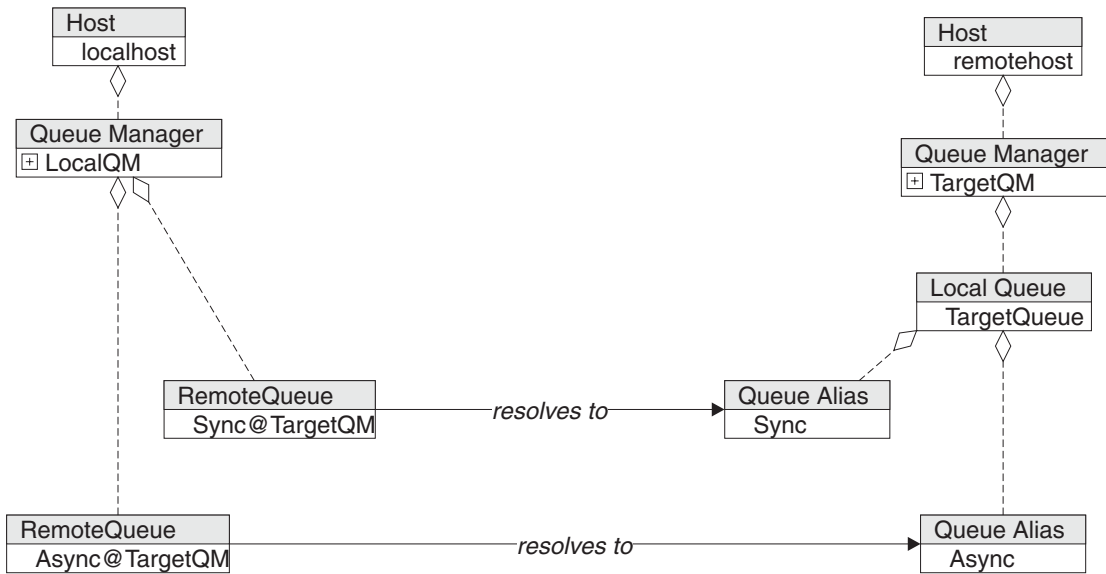 Host
localhost
Host
remotehost
Queue Manager
+ LocalQM
Queue Manager
+ TargetQM
Local Queue
TargetQueue
RemoteQueue
Sync@TargetQM
resolves to
Queue Alias
Sync
RemoteQueue
Async@TargetQM
resolves to
Queue Alias
Async